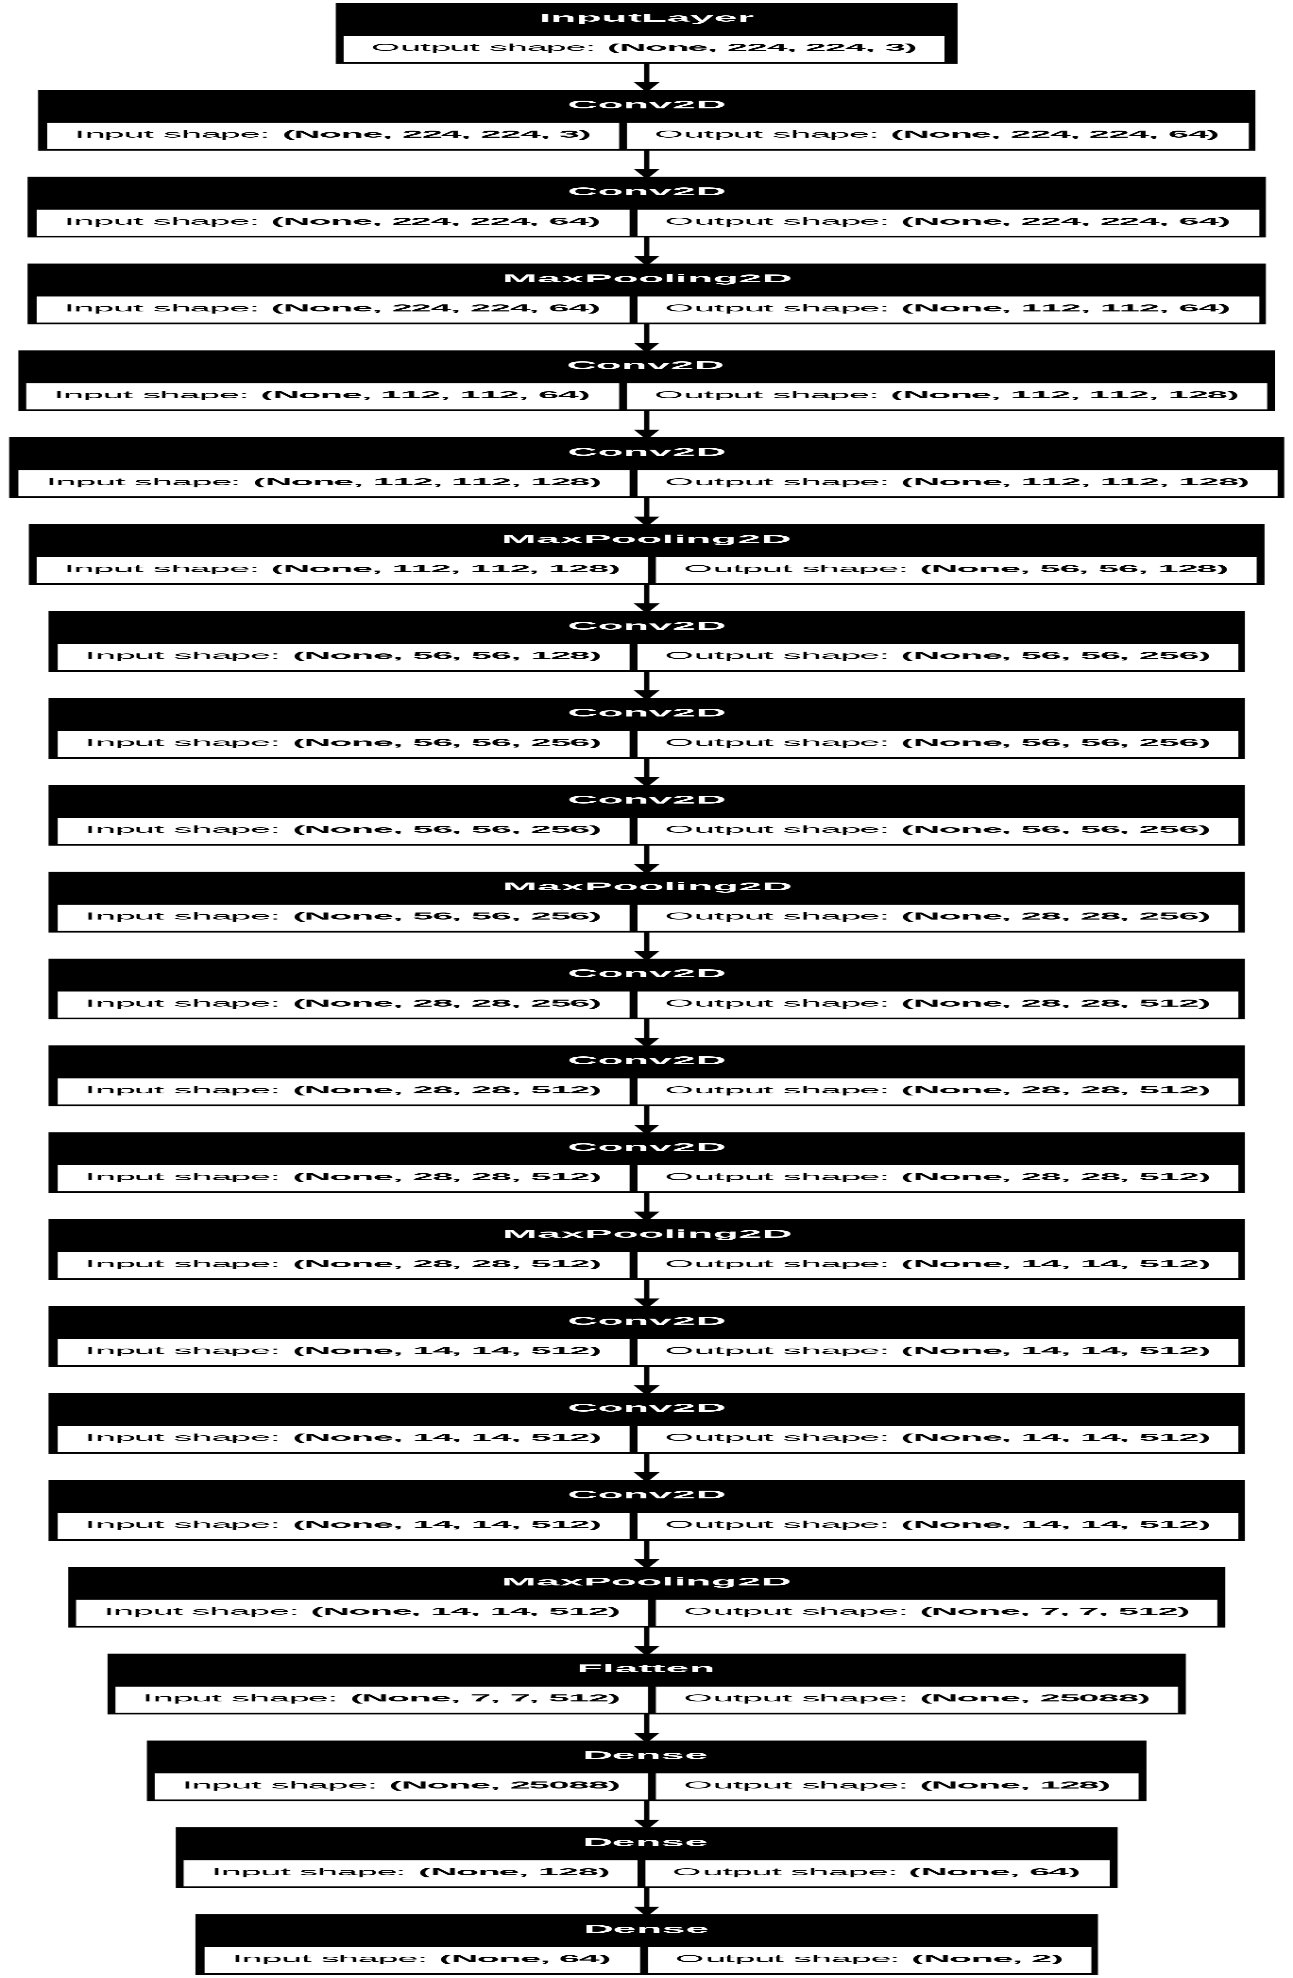 InputLayer
Output shape: (None, 224, 224, 3)
Conv2D
Input shape: (None, 224, 224, 3) Output shape: (None, 224, 224, 64)
Conv2D
Input shape: (None, 224, 224, 64) Output shape: (None, 224, 224, 64)
MaxPooling2D
Input shape: (None, 224, 224, 64) Output shape: (None, 112, 112, 64)
Conv2D
Input shape: (None, 112, 112, 64) Output shape: (None, 112, 112, 128)
Conv2D
Input shape: (None, 112, 112, 128) Output shape: (None, 112, 112, 128)
MaxPooling2D
Input shape: (None, 112, 112, 128) Output shape: (None, 56, 56, 128)
Conv2D
Input shape: (None, 56, 56, 128) Output shape: (None, 56, 56, 256)
Conv2D
Input shape: (None, 56, 56, 256) Output shape: (None, 56, 56, 256)
Conv2D
Input shape: (None, 56, 56, 256) Output shape: (None, 56, 56, 256)
MaxPooling2D
Input shape: (None, 56, 56, 256) Output shape: (None, 28, 28, 256)
Conv2D
Input shape: (None, 28, 28, 256) Output shape: (None, 28, 28, 512)
Conv2D
Input shape: (None, 28, 28, 512) Output shape: (None, 28, 28, 512)
Conv2D
Input shape: (None, 28, 28, 512) Output shape: (None, 28, 28, 512)
MaxPooling2D
Input shape: (None, 28, 28, 512) Output shape: (None, 14, 14, 512)
Conv2D
Input shape: (None, 14, 14, 512) Output shape: (None, 14, 14, 512)
Conv2D
Input shape: (None, 14, 14, 512) Output shape: (None, 14, 14, 512)
Conv2D
Input shape: (None, 14, 14, 512) Output shape: (None, 14, 14, 512)
MaxPooling2D
Input shape: (None, 14, 14, 512) Output shape: (None, 7, 7, 512)
Flatten
Input shape: (None, 7, 7, 512) Output shape: (None, 25088)
Dense
Input shape: (None, 25088) Output shape: (None, 128)
Dense
Input shape: (None, 128) Output shape: (None, 64)
Dense
Input shape: (None, 64) Output shape: (None, 2)